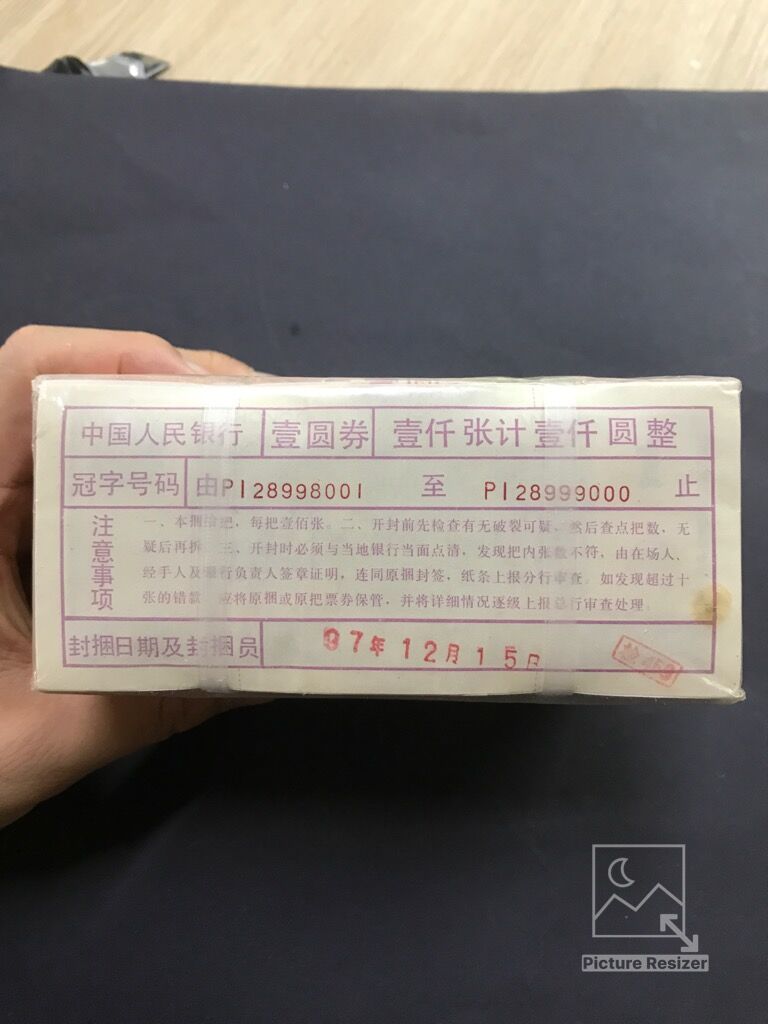 中国人民银行 壹圆券 壹仟张计壹仟圆整
冠字号码 由PI28998001 至 PI28999000 止
注意事项
一、本捆 把，每把壹佰张。二、开封前先检查有无破裂可疑，然后查点把数，无
疑后再拆。三、开封时必须与当地银行当面点清，发现把内张数不符，由在场人、
经手人及银行负责人签章证明，连同原捆封签，纸条上报分行审查。如发现超过十
张的错款 应将原捆或原把票券保管，并将详细情况逐级上报总行审查处理。
封捆日期及封捆员 97年12月15日
检 459
Picture Resizer